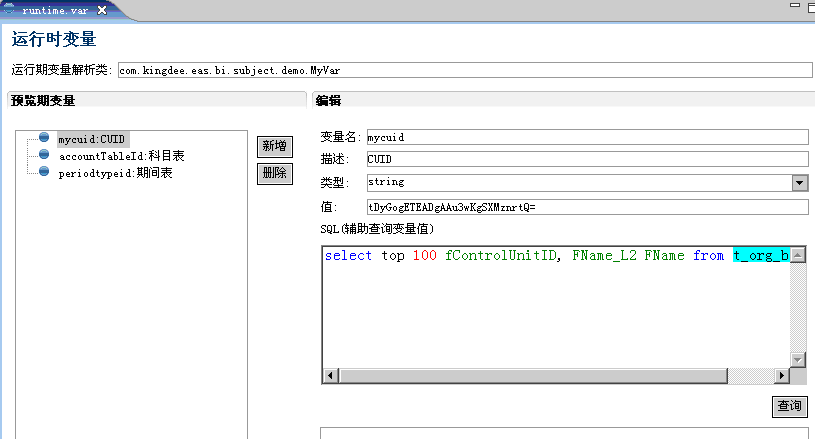 runtime.var
运行时变量
运行期变量解析类: com.kingdee.eas.bi.subject.demo.MyVar
预览期变量
mycuid:CUID
accountTableId:科目表
periodtypeid:期间表
新增
删除
编辑
变量名: mycuid
描述: CUID
类型: string
值: tDyGogETEADgAAu3wKgSXMznrtQ=
SQL(辅助查询变量值)
select top 100 fControlUnitID, FName_L2 FName from t_org_b
查询